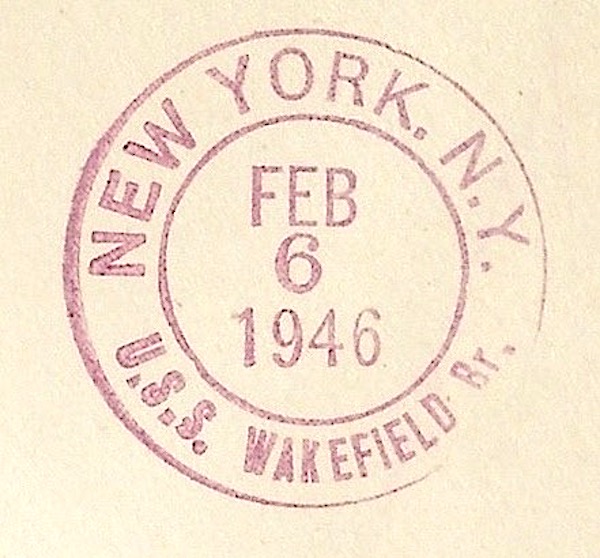 NEW YORK, N.Y.
FEB
6
1946
U.S.S. WAKEFIELD Br.